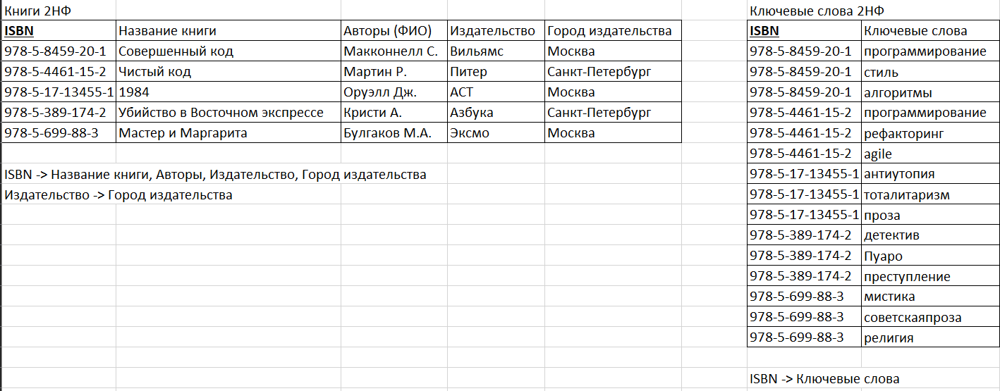 Книги 2НФ
ISBN Название книги Авторы (ФИО) Издательство Город издательства
978-5-8459-20-1 Совершенный код Макконнелл С. Вильямс Москва
978-5-4461-15-2 Чистый код Мартин Р. Питер Санкт-Петербург
978-5-17-13455-1 1984 Оруэлл Дж. АСТ Москва
978-5-389-174-2 Убийство в Восточном экспрессе Кристи А. Азбука Санкт-Петербург
978-5-699-88-3 Мастер и Маргарита Булгаков М.А. Эксмо Москва
ISBN -> Название книги, Авторы, Издательство, Город издательства
Издательство -> Город издательства
Ключевые слова 2НФ
ISBN Ключевые слова
978-5-8459-20-1 программирование
978-5-8459-20-1 стиль
978-5-8459-20-1 алгоритмы
978-5-4461-15-2 программирование
978-5-4461-15-2 рефакторинг
978-5-4461-15-2 agile
978-5-17-13455-1 антиутопия
978-5-17-13455-1 тоталитаризм
978-5-17-13455-1 проза
978-5-389-174-2 детектив
978-5-389-174-2 Пуаро
978-5-389-174-2 преступление
978-5-699-88-3 мистика
978-5-699-88-3 советскаяпроза
978-5-699-88-3 религия
ISBN -> Ключевые слова